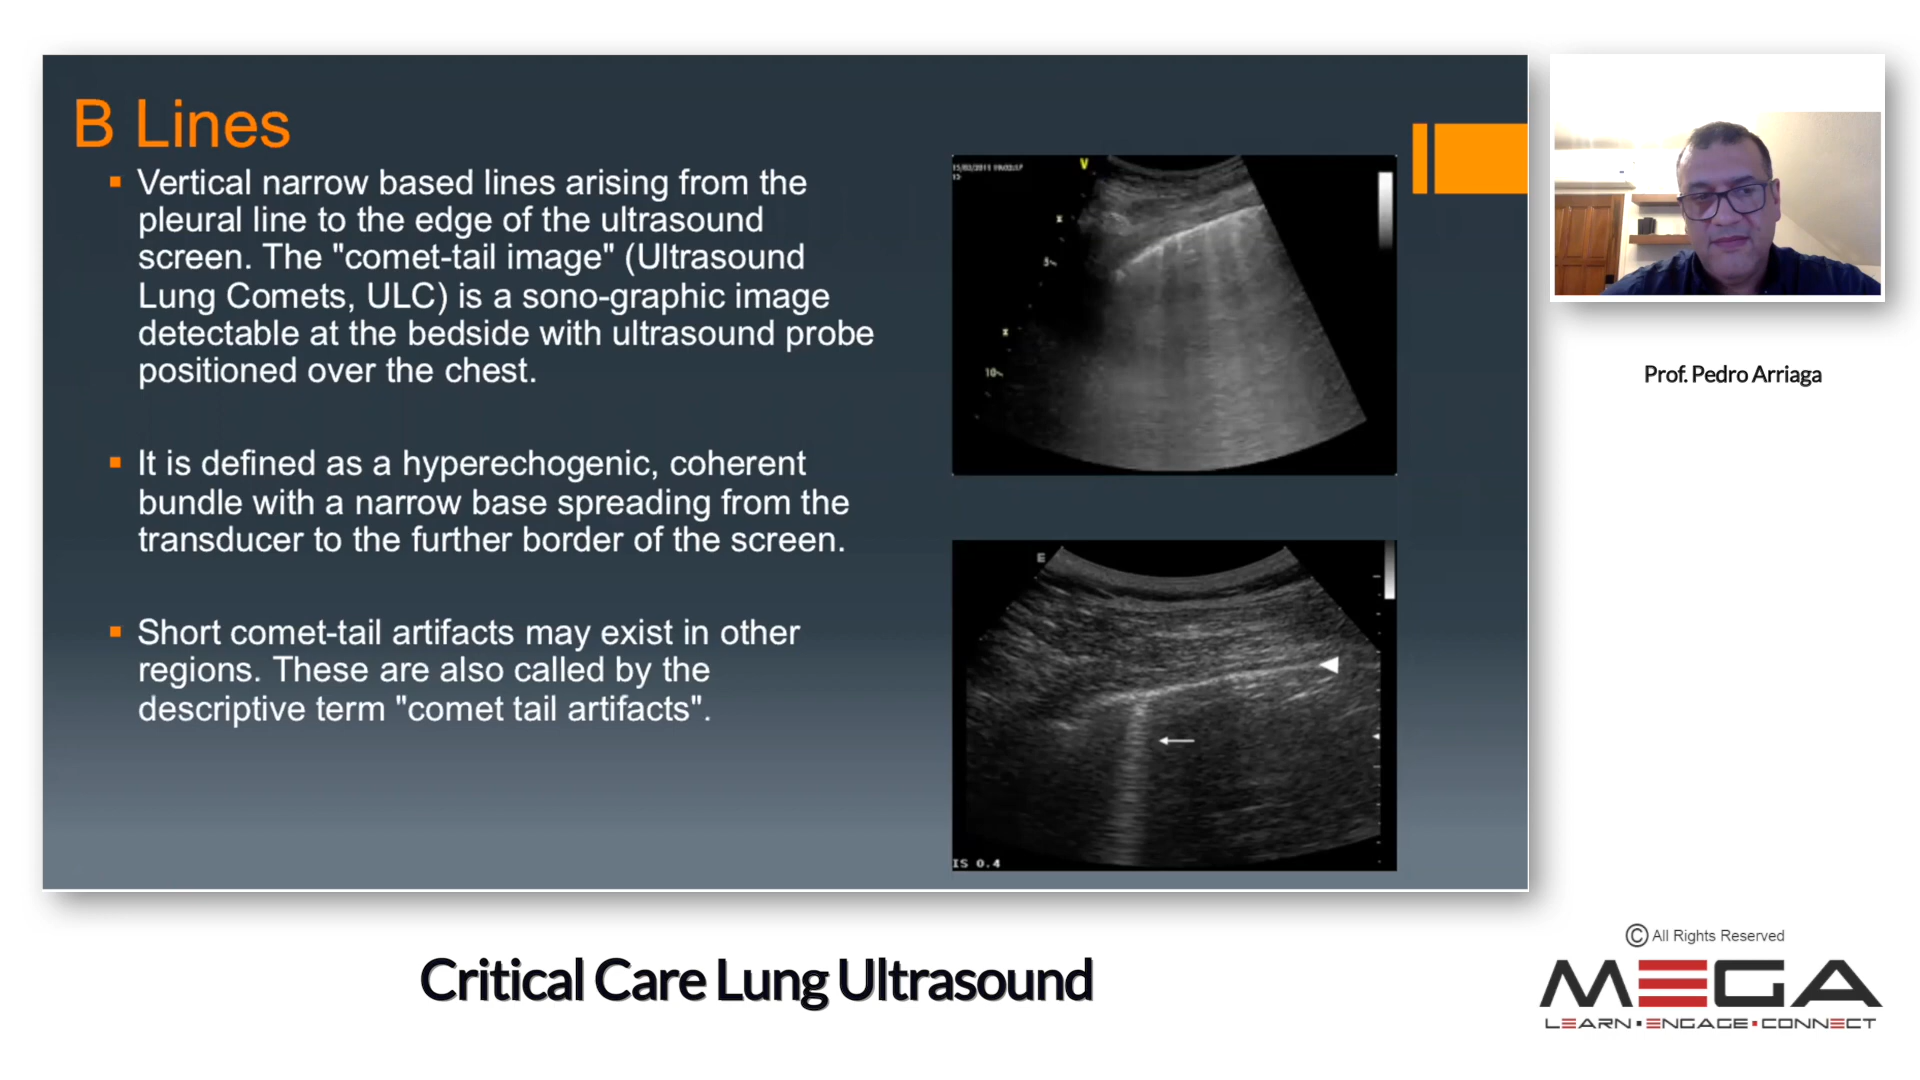 B Lines
▪ Vertical narrow based lines arising from the
pleural line to the edge of the ultrasound
screen. The "comet-tail image" (Ultrasound
Lung Comets, ULC) is a sono-graphic image
detectable at the bedside with ultrasound probe
positioned over the chest.
▪ It is defined as a hyperechogenic, coherent
bundle with a narrow base spreading from the
transducer to the further border of the screen.
▪ Short comet-tail artifacts may exist in other
regions. These are also called by the
descriptive term "comet tail artifacts".
V
5
10
E
IS 0.4
Prof. Pedro Arriaga
Critical Care Lung Ultrasound
© All Rights Reserved
MEGA
LEARN▪ENGAGE▪CONNECT